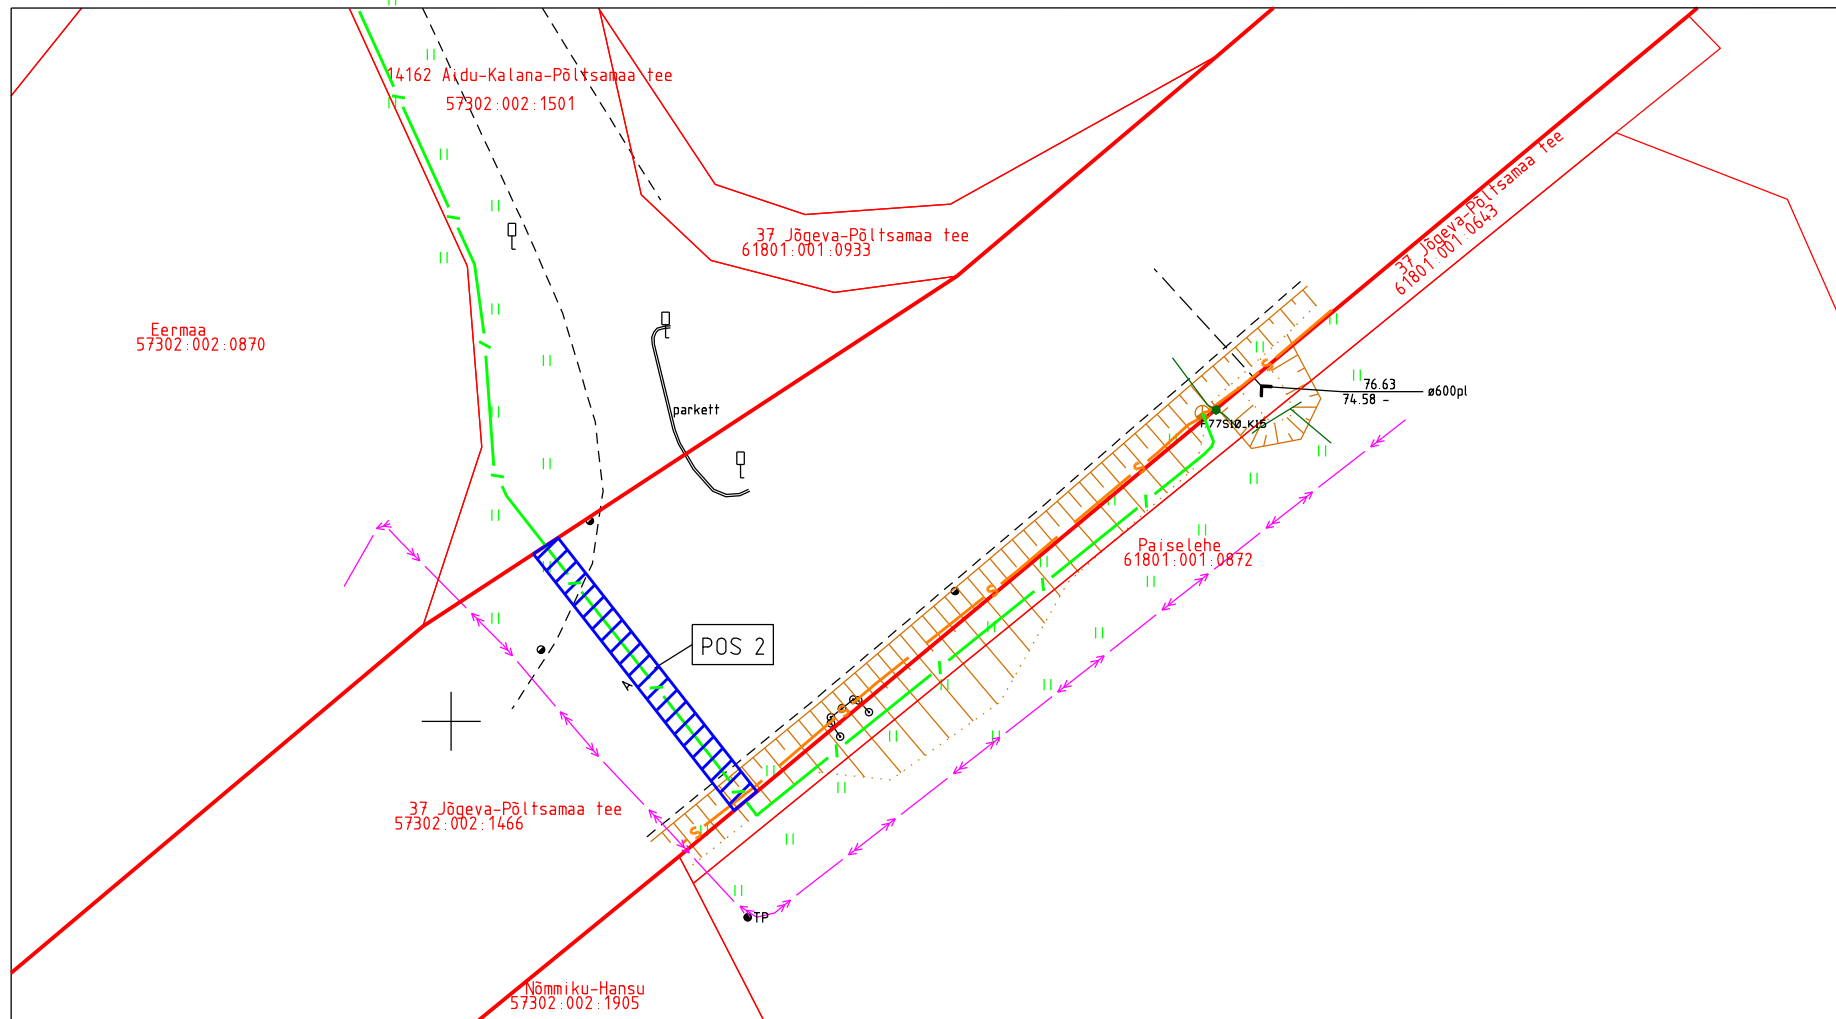 14162 Aidu-Kalana-Põltsamaa tee
57302:002:1501
37 Jõgeva-Põltsamaa tee
61801:001:0933
37 Jõgeva-Põltsamaa tee
61801:001:0643
Eermaa
57302:002:0870
parkett
76.63
74.58 -
ø600pl
Paiselehe
61801:001:0872
POS 2
A
S
S
S
S
S
37 Jõgeva-Põltsamaa tee
57302:002:1466
TP
Nõmmiku-Hansu
57302:002:1905